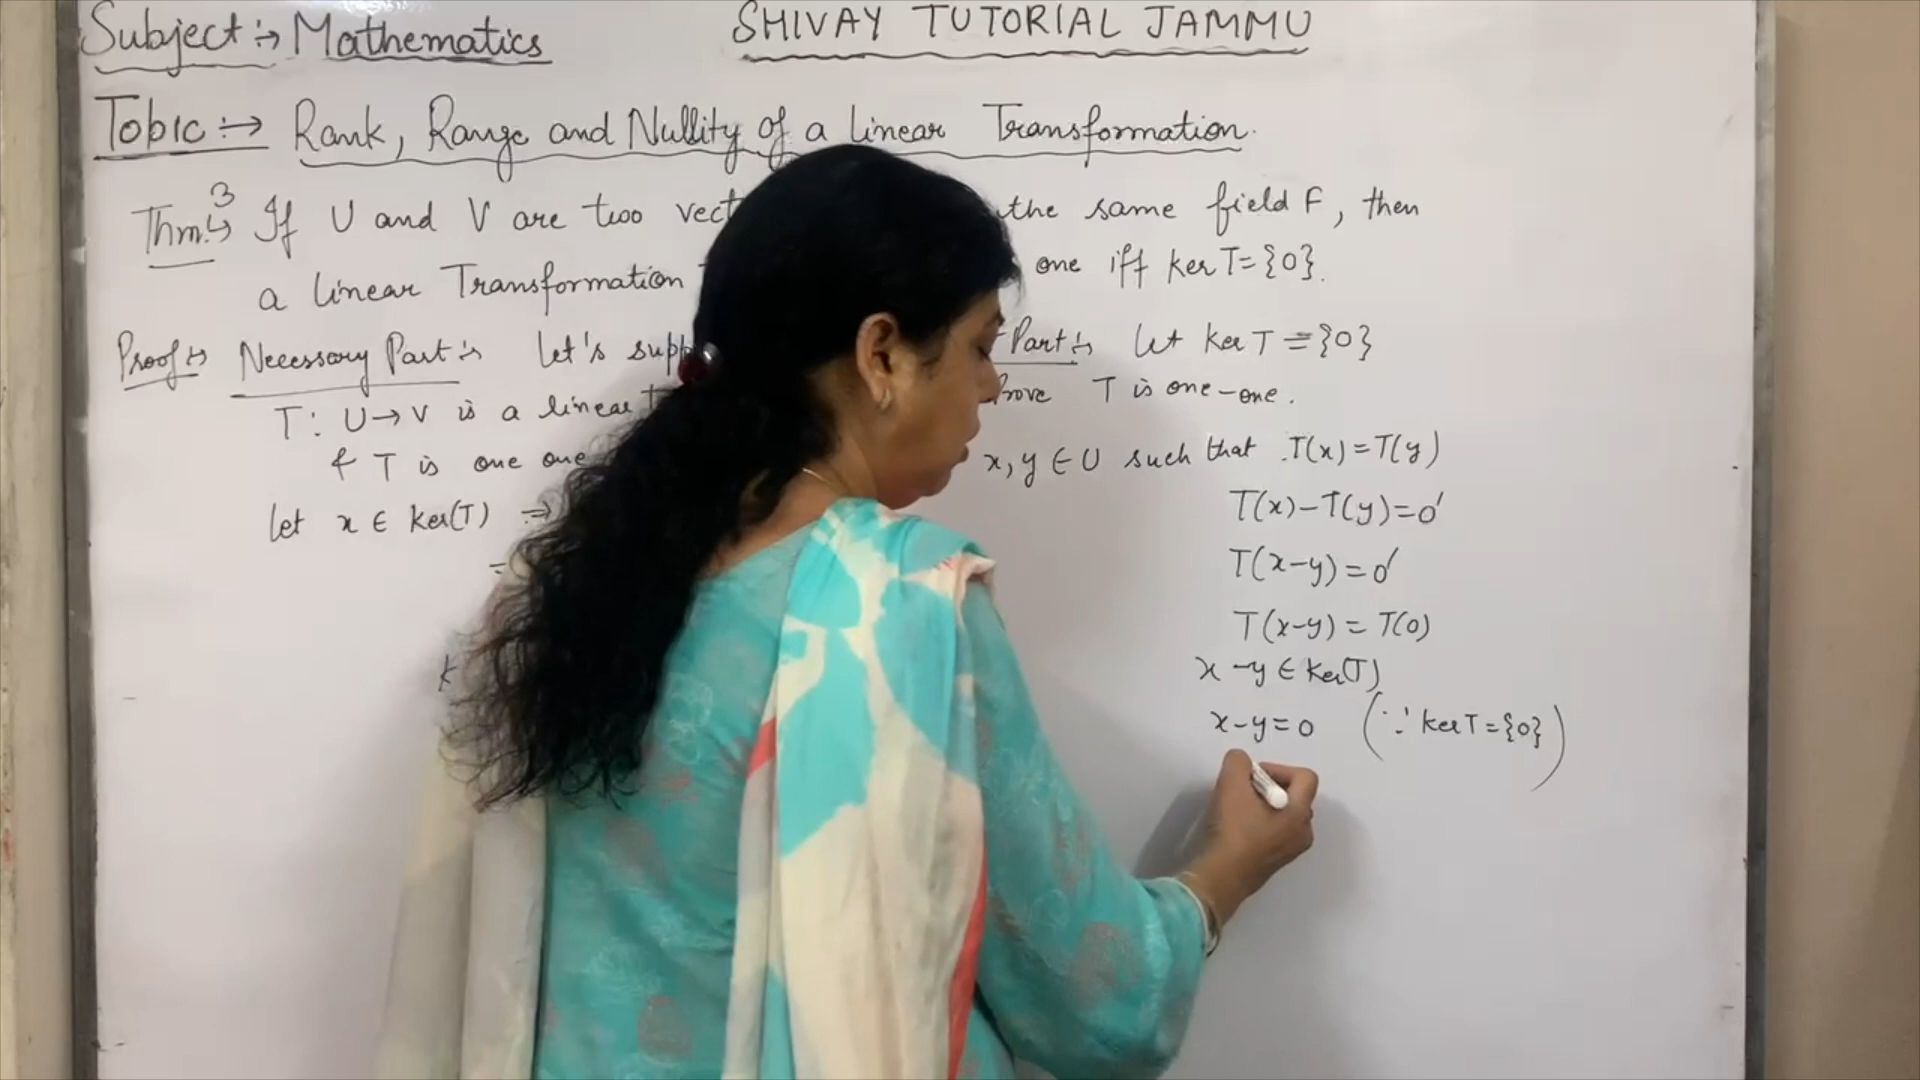 Subject :→ Mathematics
SHIVAY TUTORIAL JAMMU
Topic :→ Rank, Range and Nullity of a linear Transformation.
Thm.3 ↳ If U and V are two vect the same field F, then
a linear Transformation one iff Ker T={0}.
Proof :→ Necessary Part :→ Let's supp
T: U→V is a linear
& T is one one
let x ∈ Ker(T) ⇒
=
K
Part :→ Let Ker T = {0}
Prove T is one-one.
x, y ∈ U such that T(x)=T(y)
T(x)-T(y)=0'
T(x-y)=0'
T(x-y) = T(0)
x-y ∈ Ker(T)
x-y=0 (∵ Ker T={0})